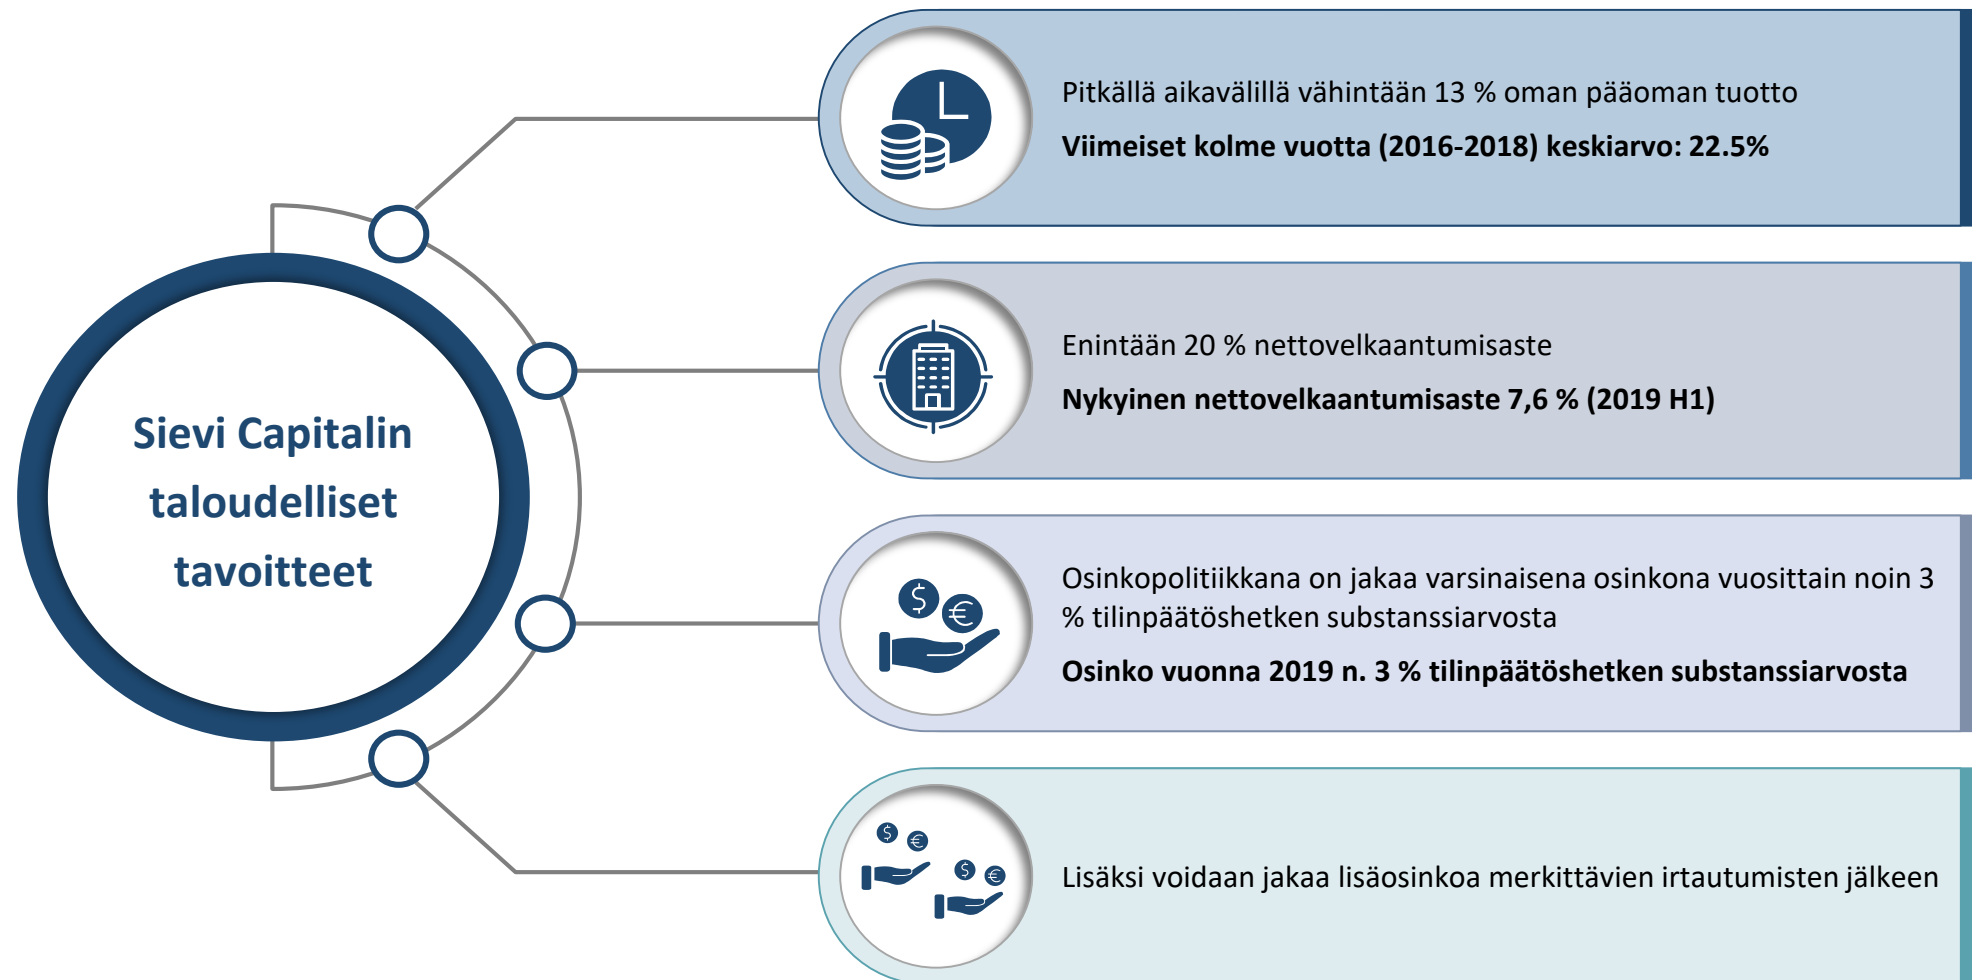 Sievi Capitalin
taloudelliset
tavoitteet
Pitkällä aikavälillä vähintään 13 % oman pääoman tuotto
Viimeiset kolme vuotta (2016-2018) keskiarvo: 22.5%
Enintään 20 % nettovelkaantumisaste
Nykyinen nettovelkaantumisaste 7,6 % (2019 H1)
Osinkopolitiikkana on jakaa varsinaisena osinkona vuosittain noin 3
% tilinpäätöshetken substanssiarvosta
Osinko vuonna 2019 n. 3 % tilinpäätöshetken substanssiarvosta
Lisäksi voidaan jakaa lisäosinkoa merkittävien irtautumisten jälkeen